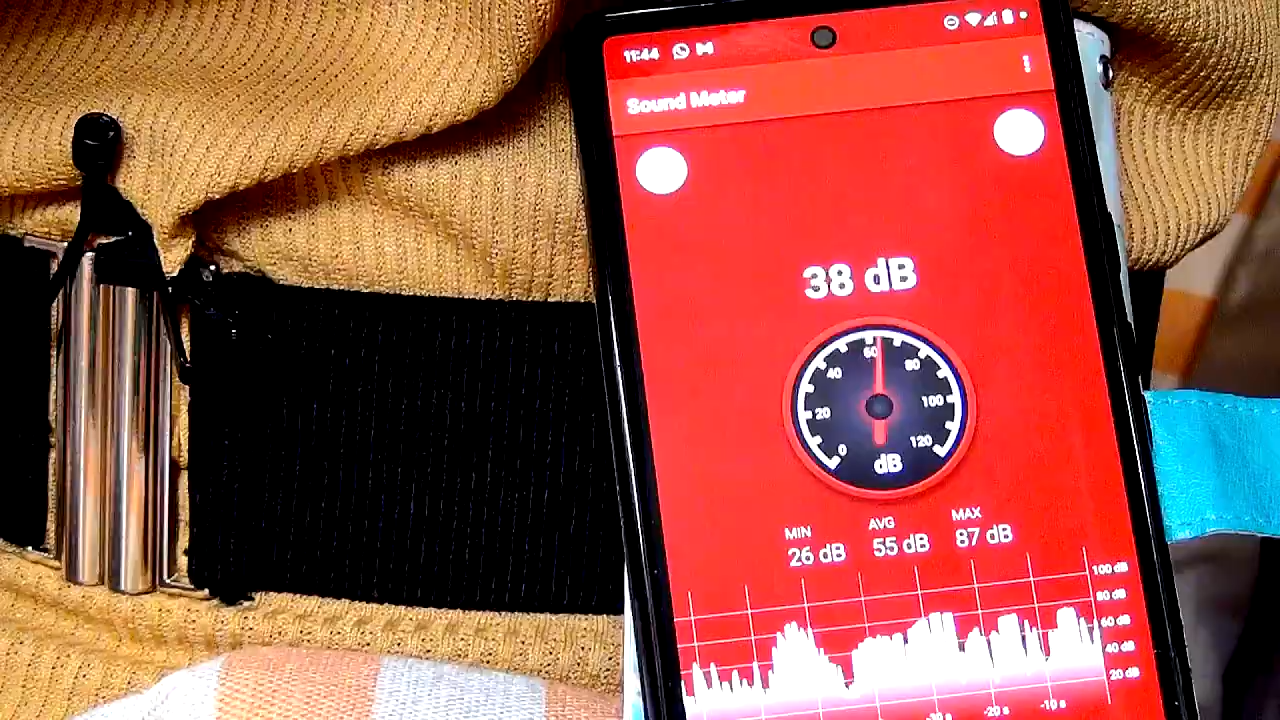 11:44
Sound Meter
38 dB
60
40
80
20
100
0
120
dB
MIN
AVG
MAX
26 dB
55 dB
87 dB
100 dB
80 dB
60 dB
40 dB
20 dB
-30 s
-20 s
-10 s